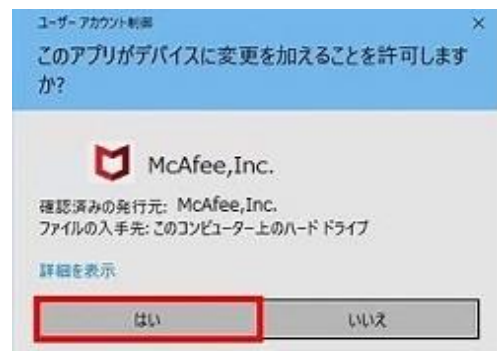 ユーザー アカウント制御
このアプリがデバイスに変更を加えることを許可します
か?
McAfee,Inc.
確認済みの発行元: McAfee,Inc.
ファイルの入手先: このコンピューター上のハード ドライブ
詳細を表示
はい いいえ